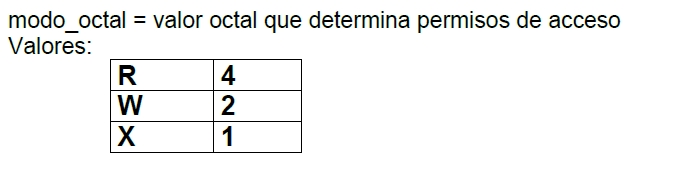 modo_octal = valor octal que determina permisos de acceso
Valores:
R 4
W 2
X 1